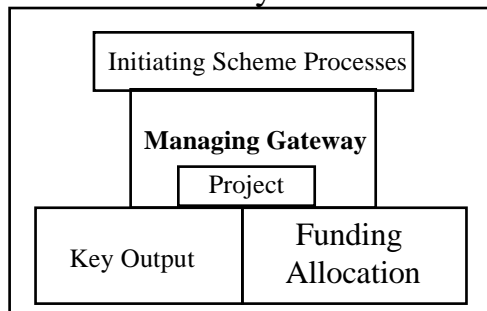 Initiating Scheme Processes
Managing Gateway
Project
Key Output
Funding
Allocation